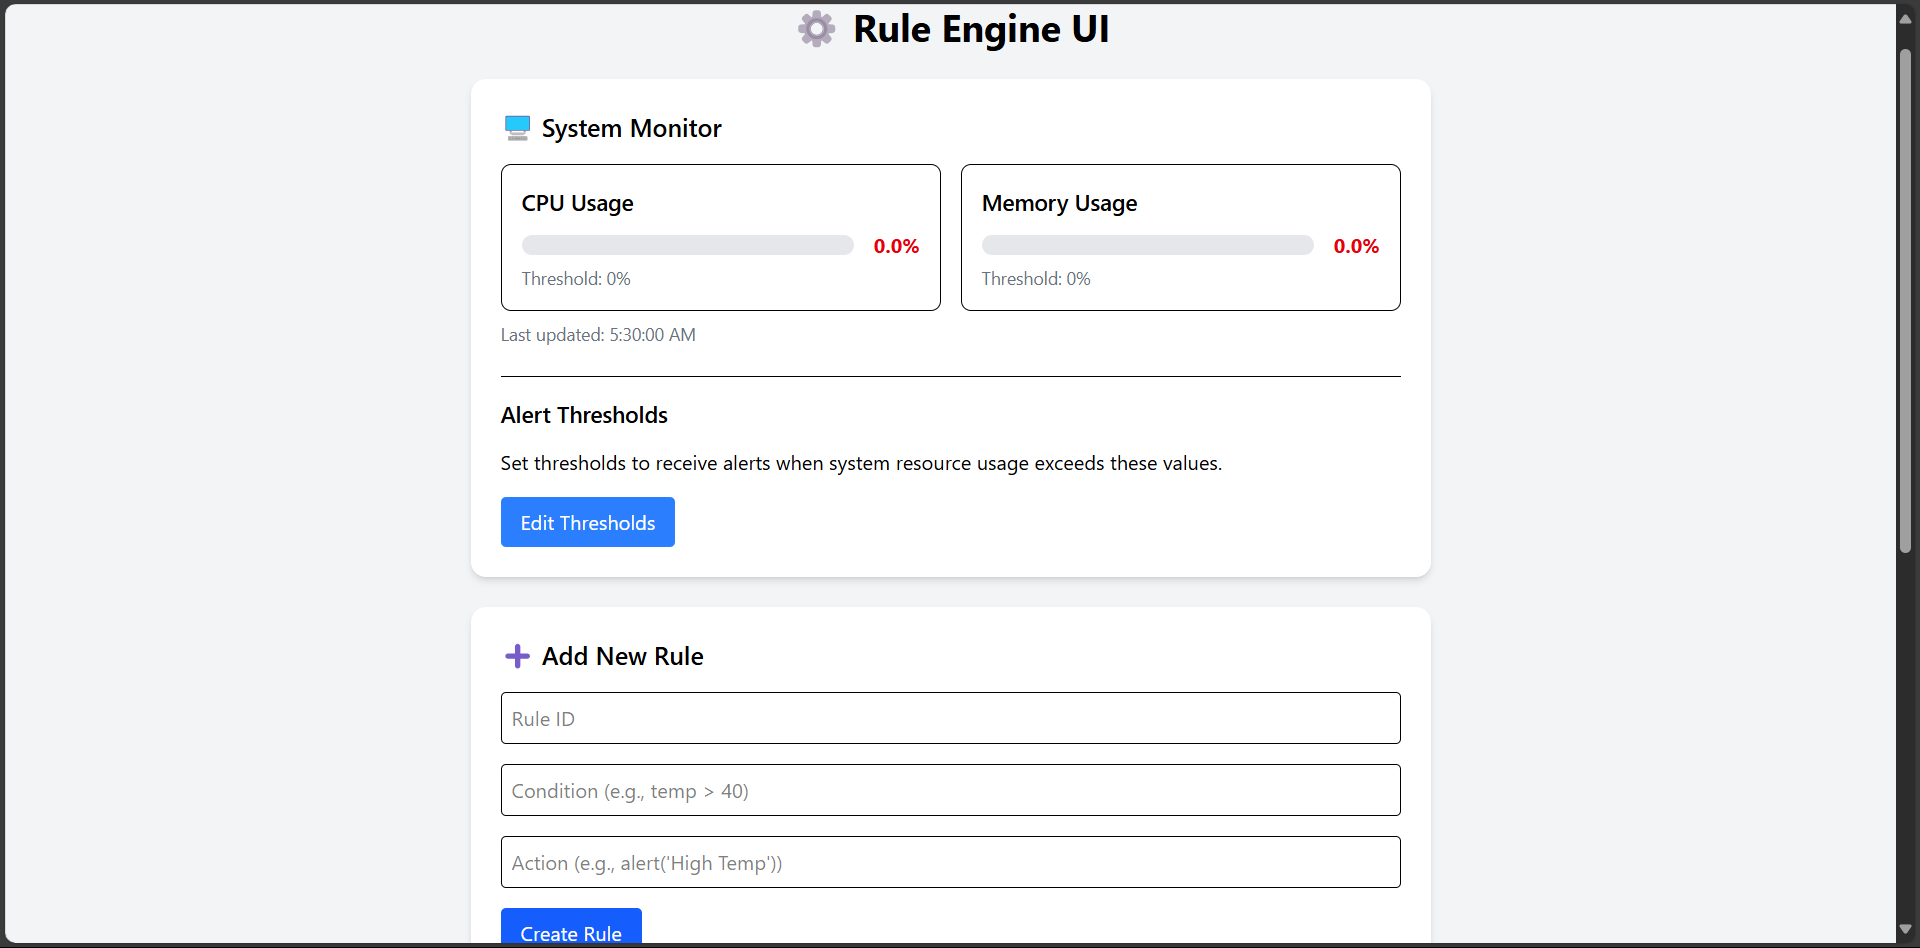 Rule Engine UI
System Monitor
CPU Usage
0.0%
Threshold: 0%
Memory Usage
0.0%
Threshold: 0%
Last updated: 5:30:00 AM
Alert Thresholds
Set thresholds to receive alerts when system resource usage exceeds these values.
Edit Thresholds
Add New Rule
Rule ID
Condition (e.g., temp > 40)
Action (e.g., alert('High Temp'))
Create Rule